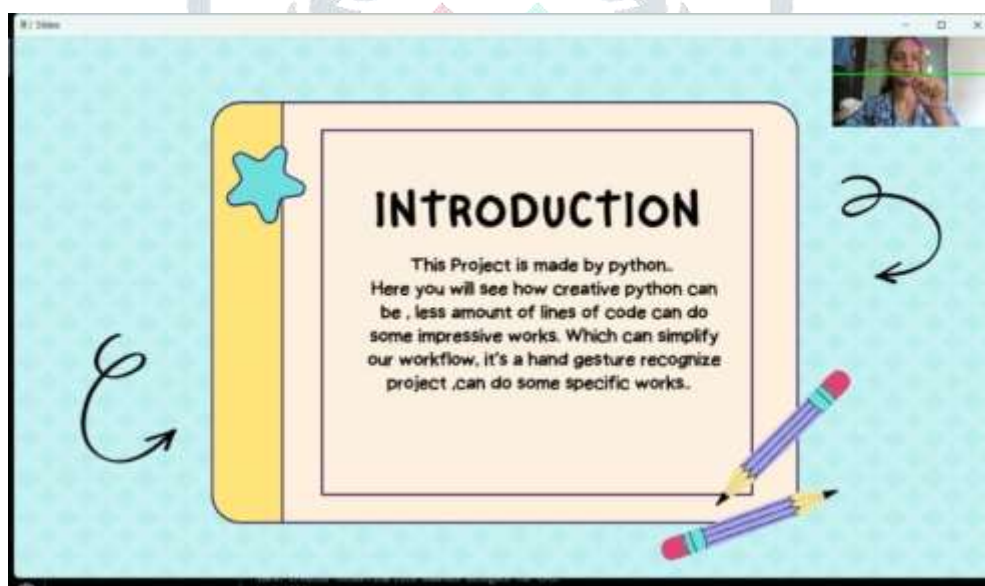 Slides
INTRODUCTION
This Project is made by python..
Here you will see how creative python can
be , less amount of lines of code can do
some impressive works. Which can simplify
our workflow, it's a hand gesture recognize
project ,can do some specific works..